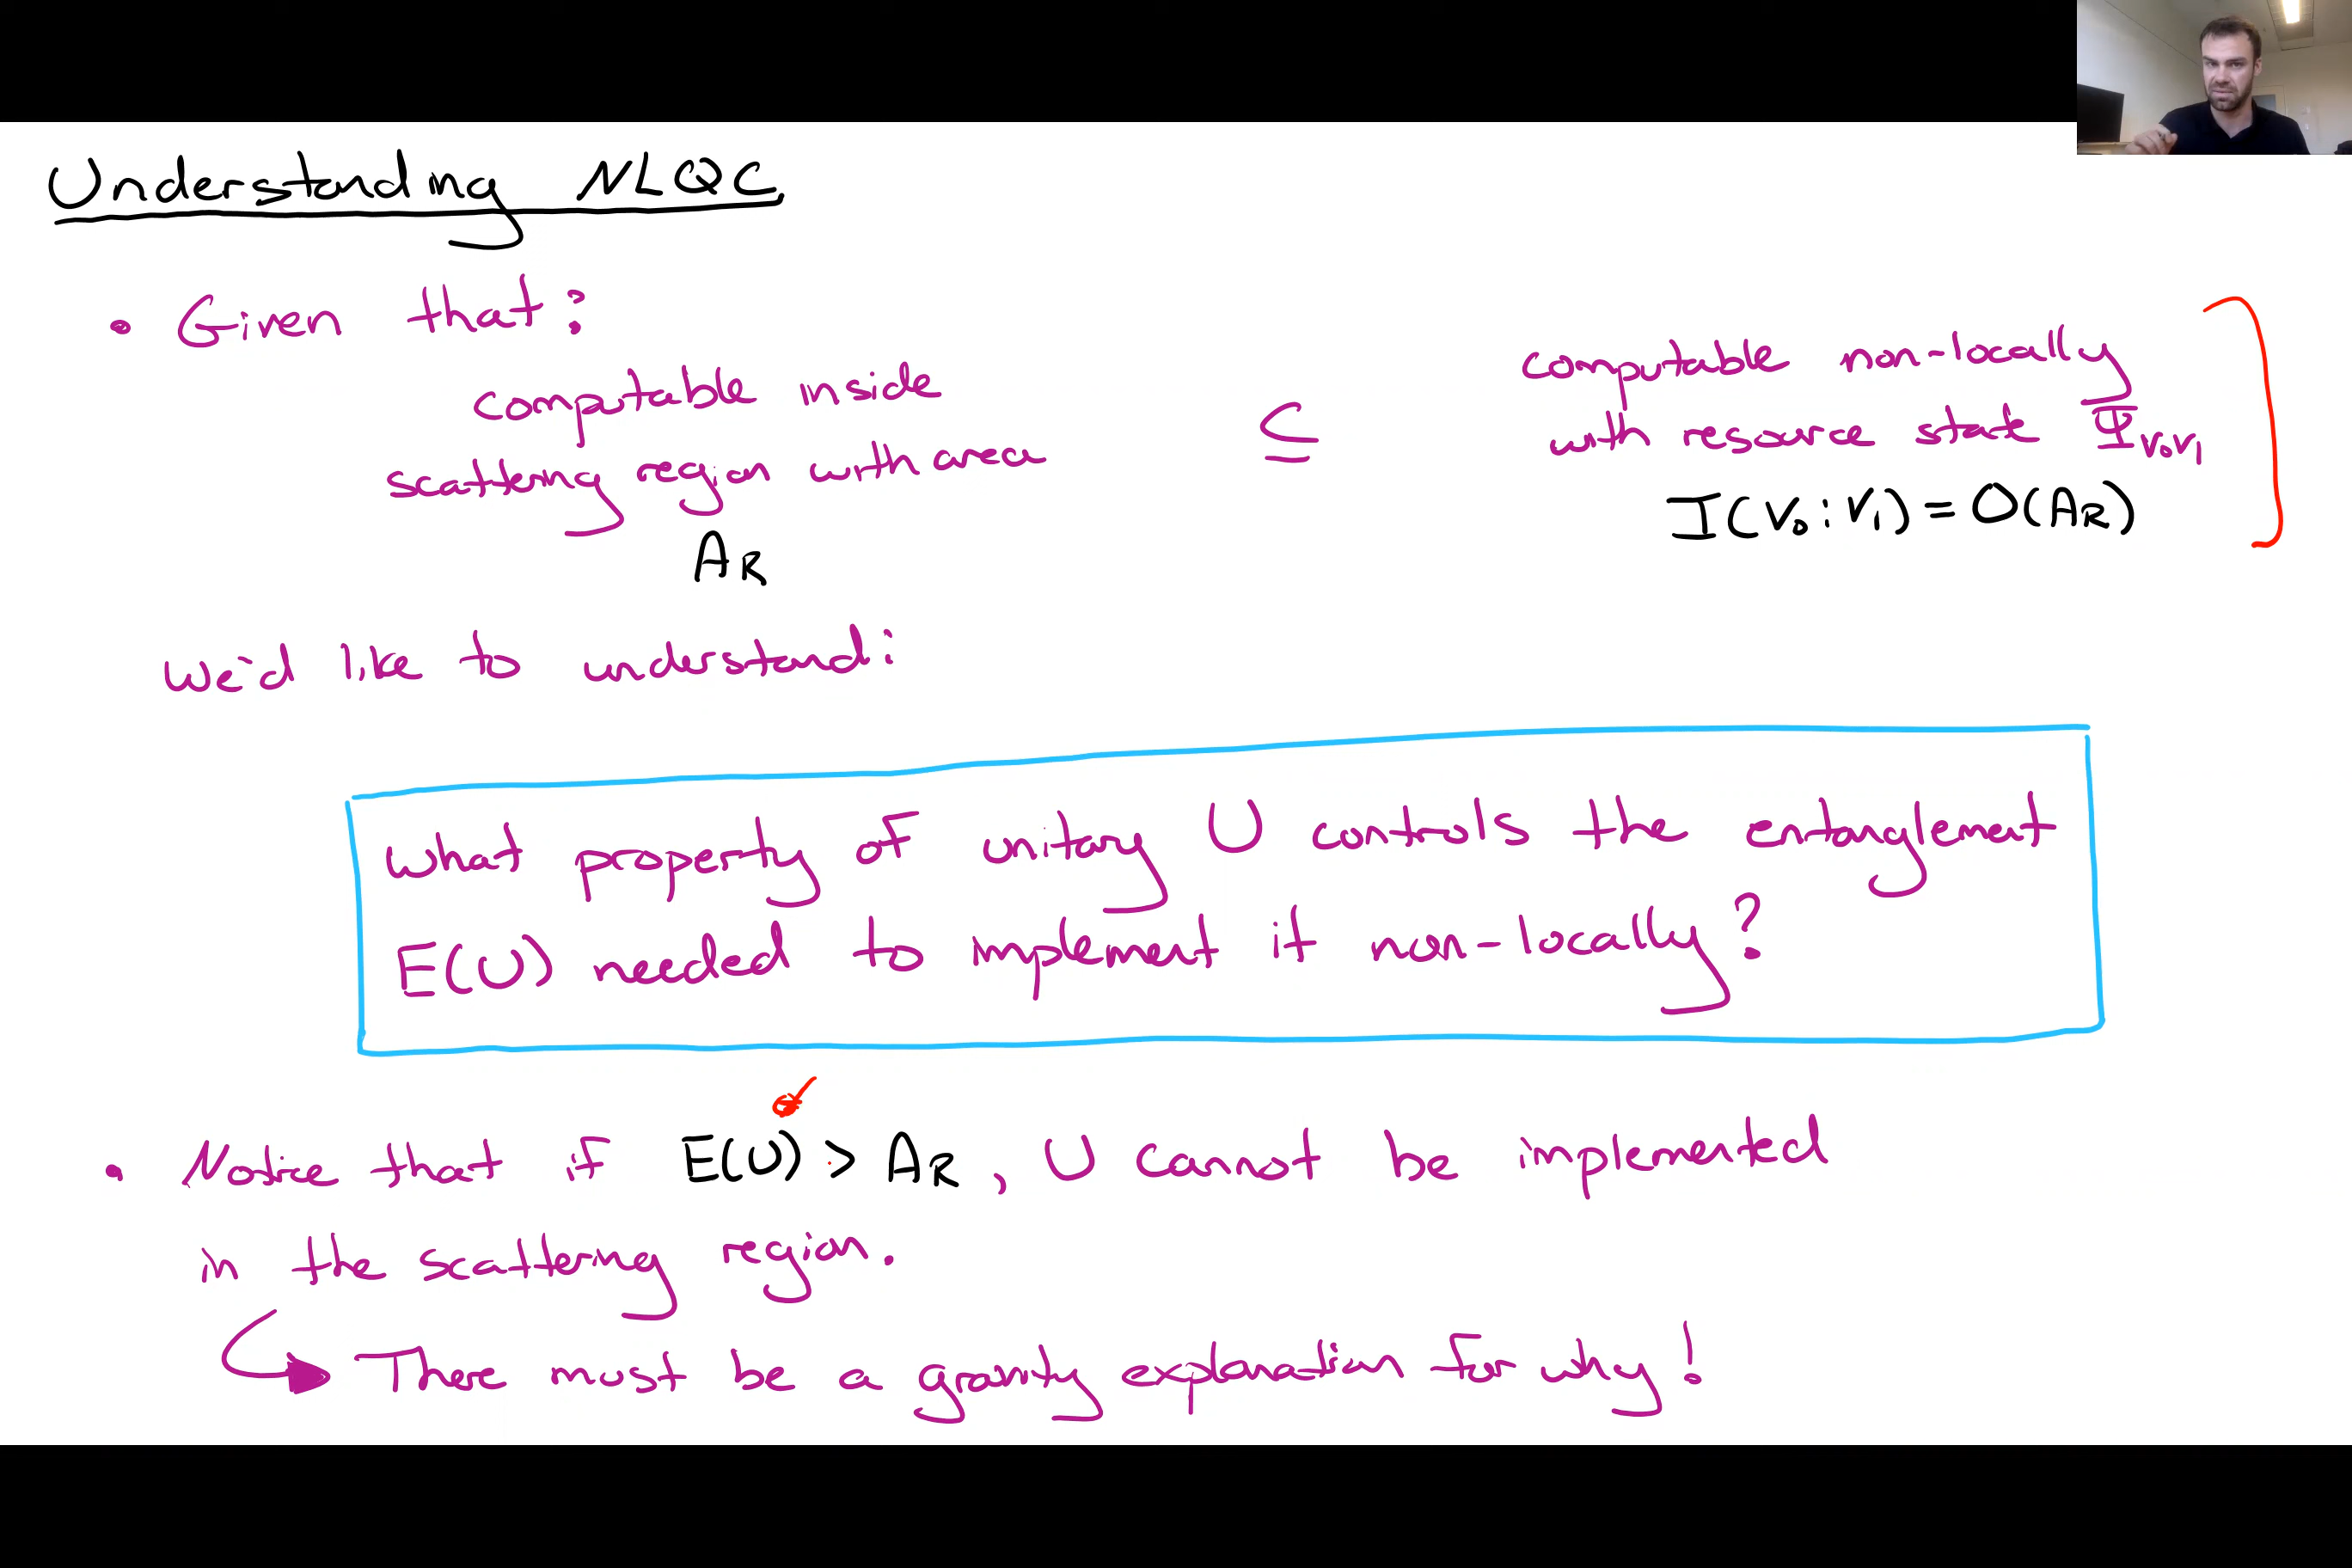 Understanding NLQC
• Given that:
computable inside
scattering region with area
A_R
⊆
computable non-locally
with resource state Ψ_{V₀V₁}
I(V₀:V₁) = O(A_R)
We'd like to understand:
What property of unitary U controls the entanglement
E(U) needed to implement it non-locally?
• Notice that if E(U) > A_R, U cannot be implemented
in the scattering region.
↳ There must be a gravity explanation for why!